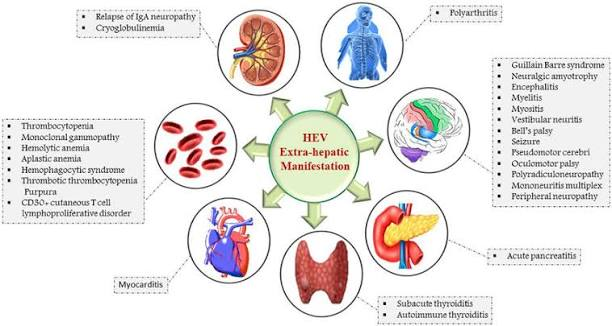 Relapse of IgA neuropathy
Cryoglobulinemia
Polyarthritis
Guillain Barre syndrome
Neuralgic amyotrophy
Encephalitis
Myelitis
Myositis
Vestibular neuritis
Bell's palsy
Seizure
Pseudomotor cerebri
Oculomotor palsy
Polyradiculoneuropathy
Mononeuritis multiplex
Peripheral neuropathy
HEV
Extra-hepatic
Manifestation
Thrombocytopenia
Monoclonal gammopathy
Hemolytic anemia
Aplastic anemia
Hemophagocytic syndrome
Thrombotic thrombocytopenia
Purpura
CD30+ cutaneous T cell
lymphoproliferative disorder
Acute pancreatitis
Myocarditis
Subacute thyroiditis
Autoimmune thyroiditis